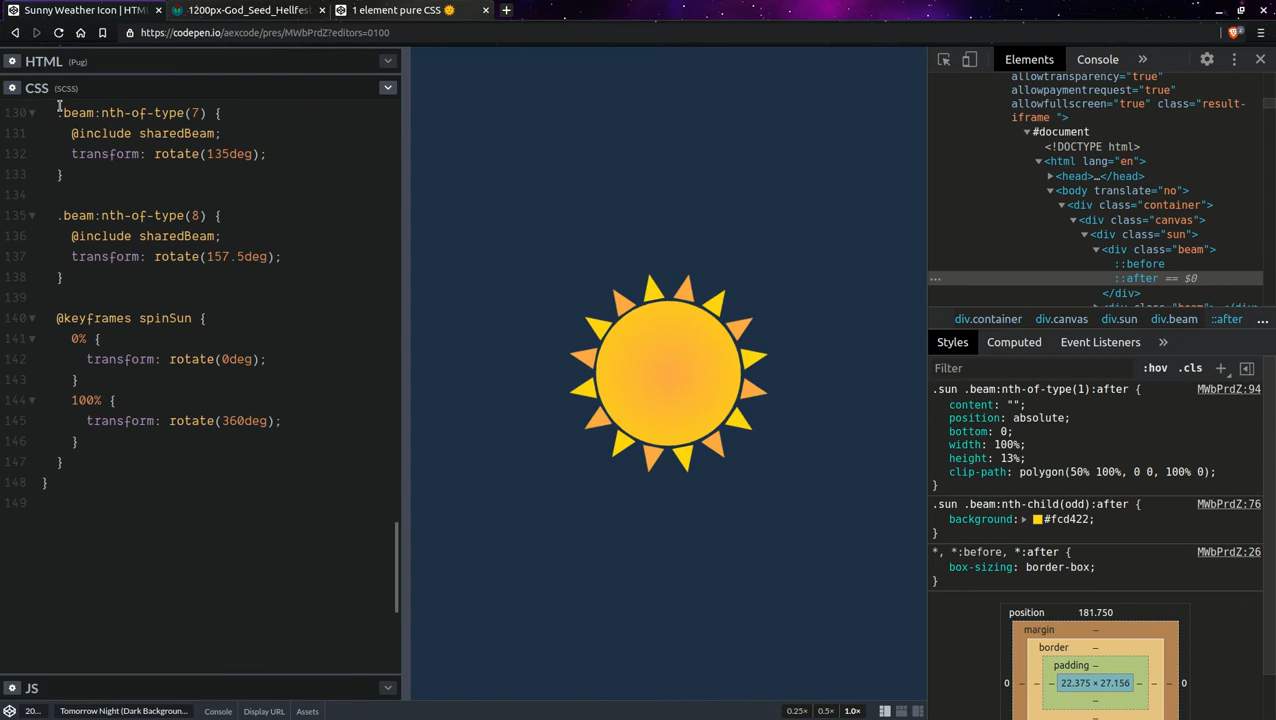 Sunny Weather Icon | HTML
1200px-God_Seed_Hellfest
1 element pure CSS 🌞
https://codepen.io/aexcode/pres/MWbPrdZ?editors=0100
HTML (Pug)
CSS (SCSS)
130 .beam:nth-of-type(7) {
131 @include sharedBeam;
132 transform: rotate(135deg);
133 }
134
135 .beam:nth-of-type(8) {
136 @include sharedBeam;
137 transform: rotate(157.5deg);
138 }
139
140 @keyframes spinSun {
141 0% {
142 transform: rotate(0deg);
143 }
144 100% {
145 transform: rotate(360deg);
146 }
147 }
148 }
149
JS
20...
Tomorrow Night (Dark Backgroun...
Console
Display URL
Assets
0.25×
0.5×
1.0×
Elements
Console
»
allowtransparency="true"
allowpaymentrequest="true"
allowfullscreen="true" class="result-
iframe ">
#document
<!DOCTYPE html>
<html lang="en">
<head>…</head>
<body translate="no">
<div class="container">
<div class="canvas">
<div class="sun">
<div class="beam">
::before
... ::after == $0
</div>
div.container
div.canvas
div.sun
div.beam
::after
...
Styles
Computed
Event Listeners
»
Filter
:hov
.cls
.sun .beam:nth-of-type(1):after { MWbPrdZ:94
content: "";
position: absolute;
bottom: 0;
width: 100%;
height: 13%;
clip-path: polygon(50% 100%, 0 0, 100% 0);
}
.sun .beam:nth-child(odd):after { MWbPrdZ:76
background: #fcd422;
}
*, *:before, *:after { MWbPrdZ:26
box-sizing: border-box;
}
position 181.750
margin –
border –
padding –
0 – – – 22.375 × 27.156 – – – 0
–